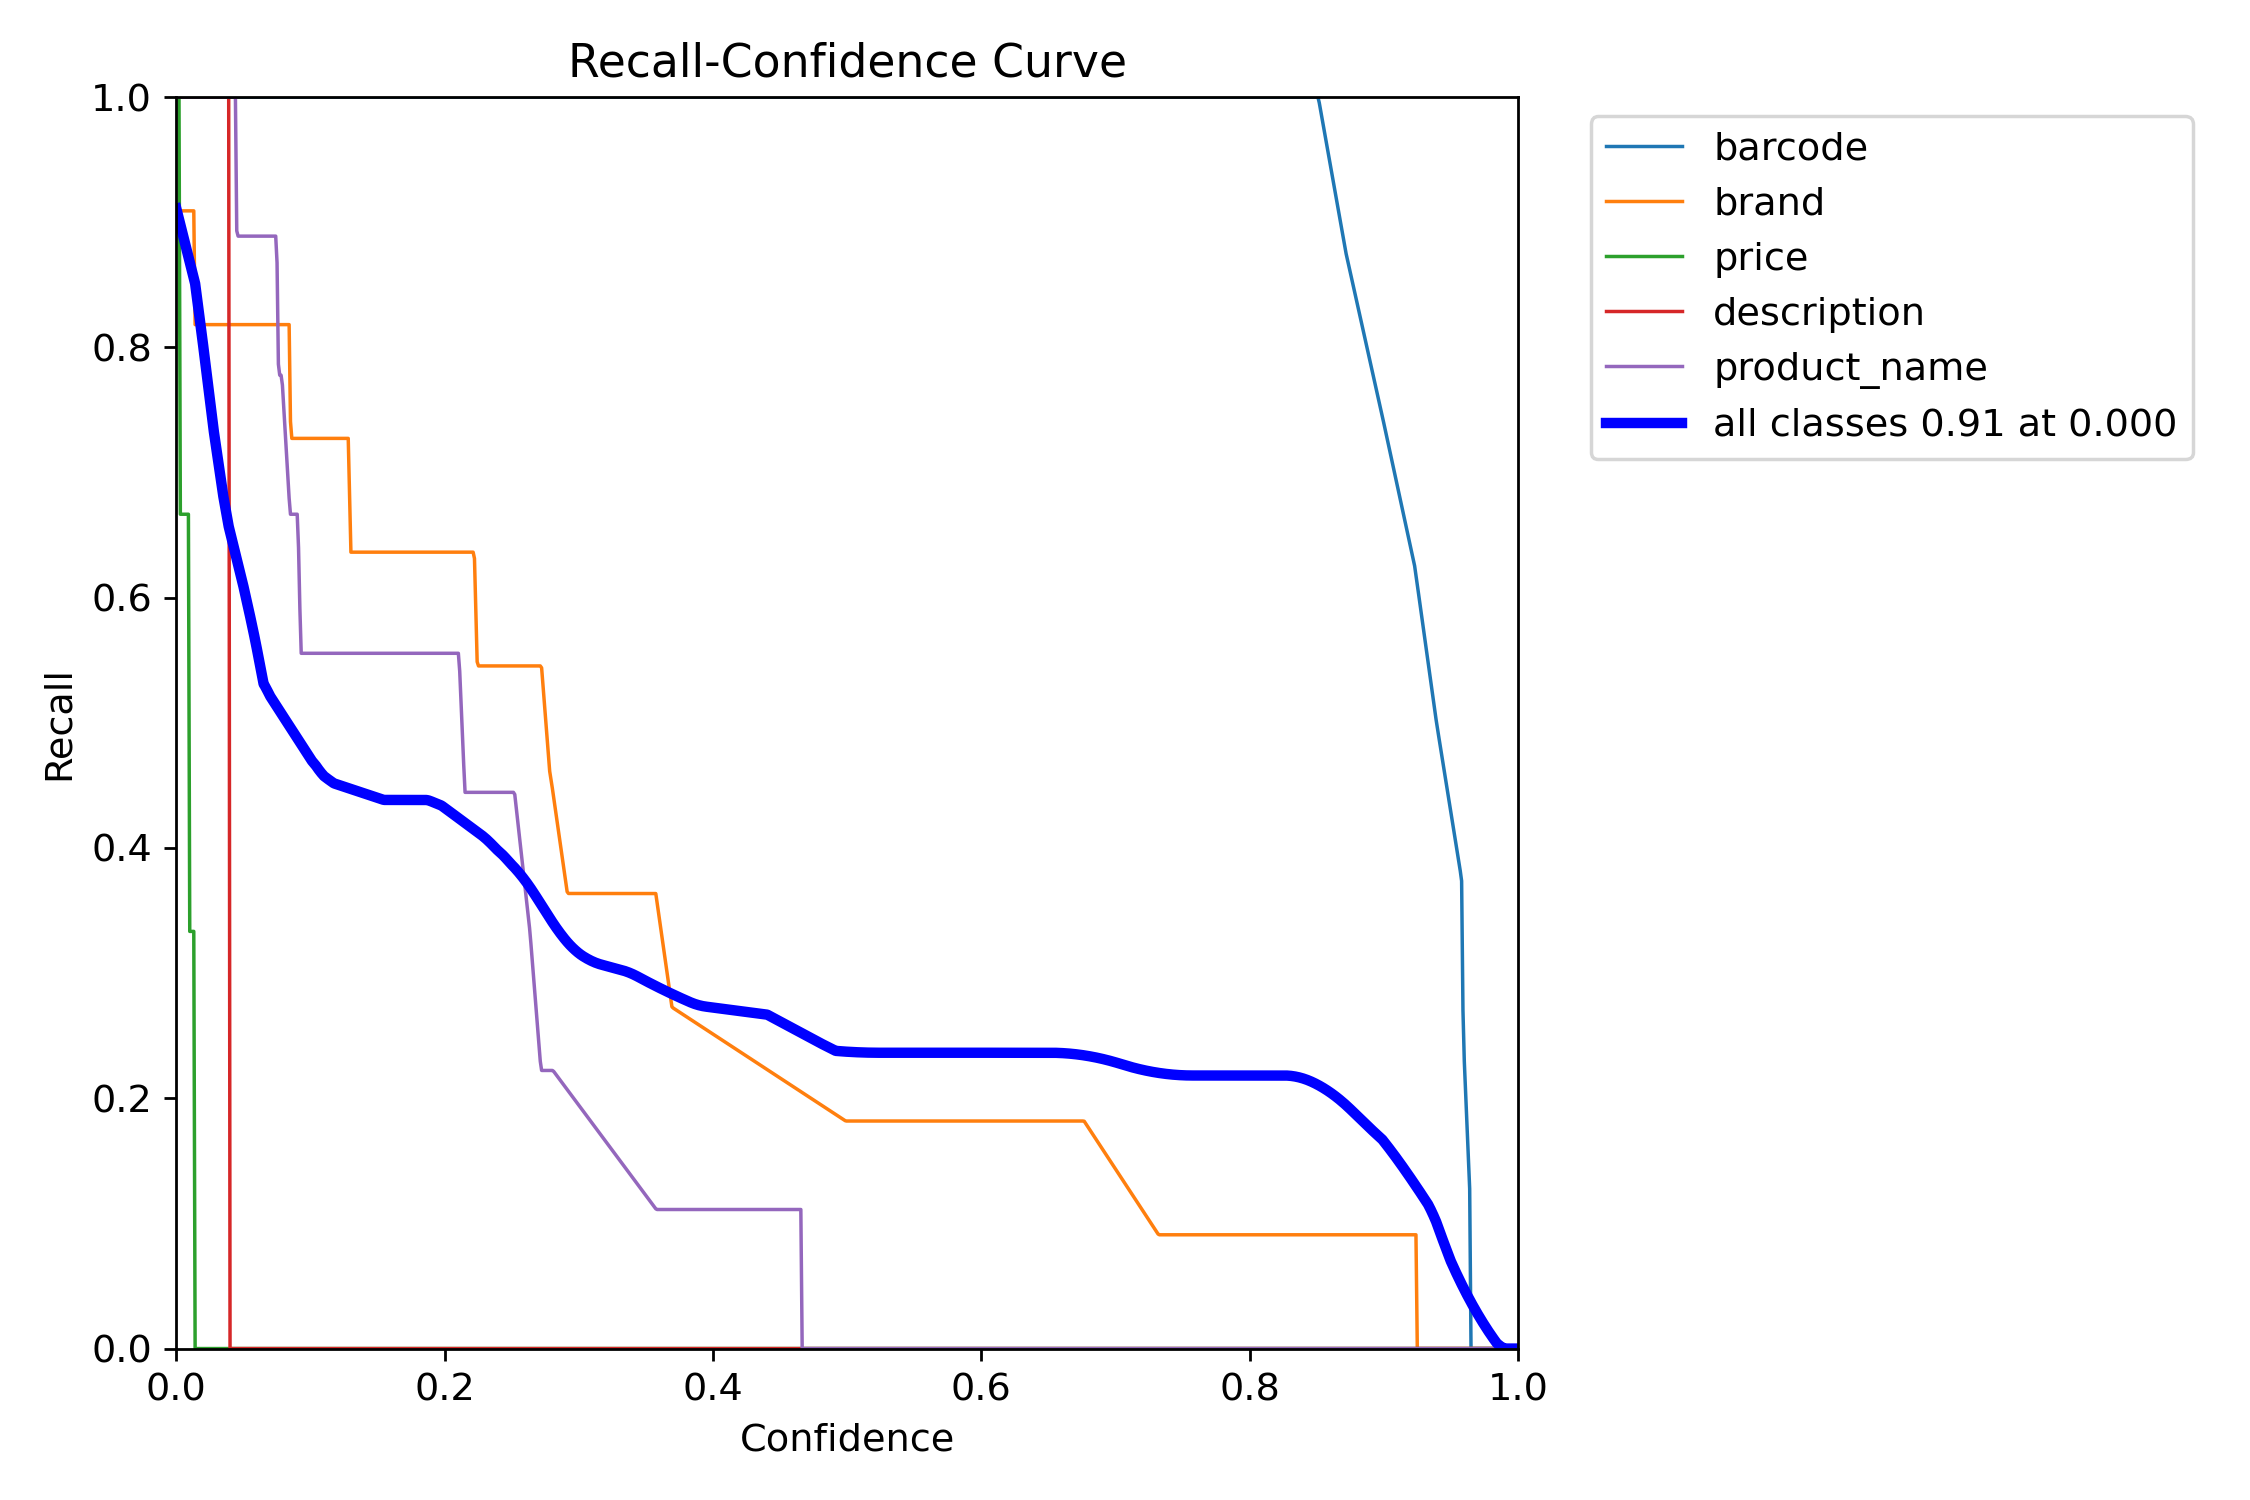 Recall-Confidence Curve
1.0
0.8
0.6
0.4
0.2
0.0
Recall
0.0 0.2 0.4 0.6 0.8 1.0
Confidence
barcode
brand
price
description
product_name
all classes 0.91 at 0.000